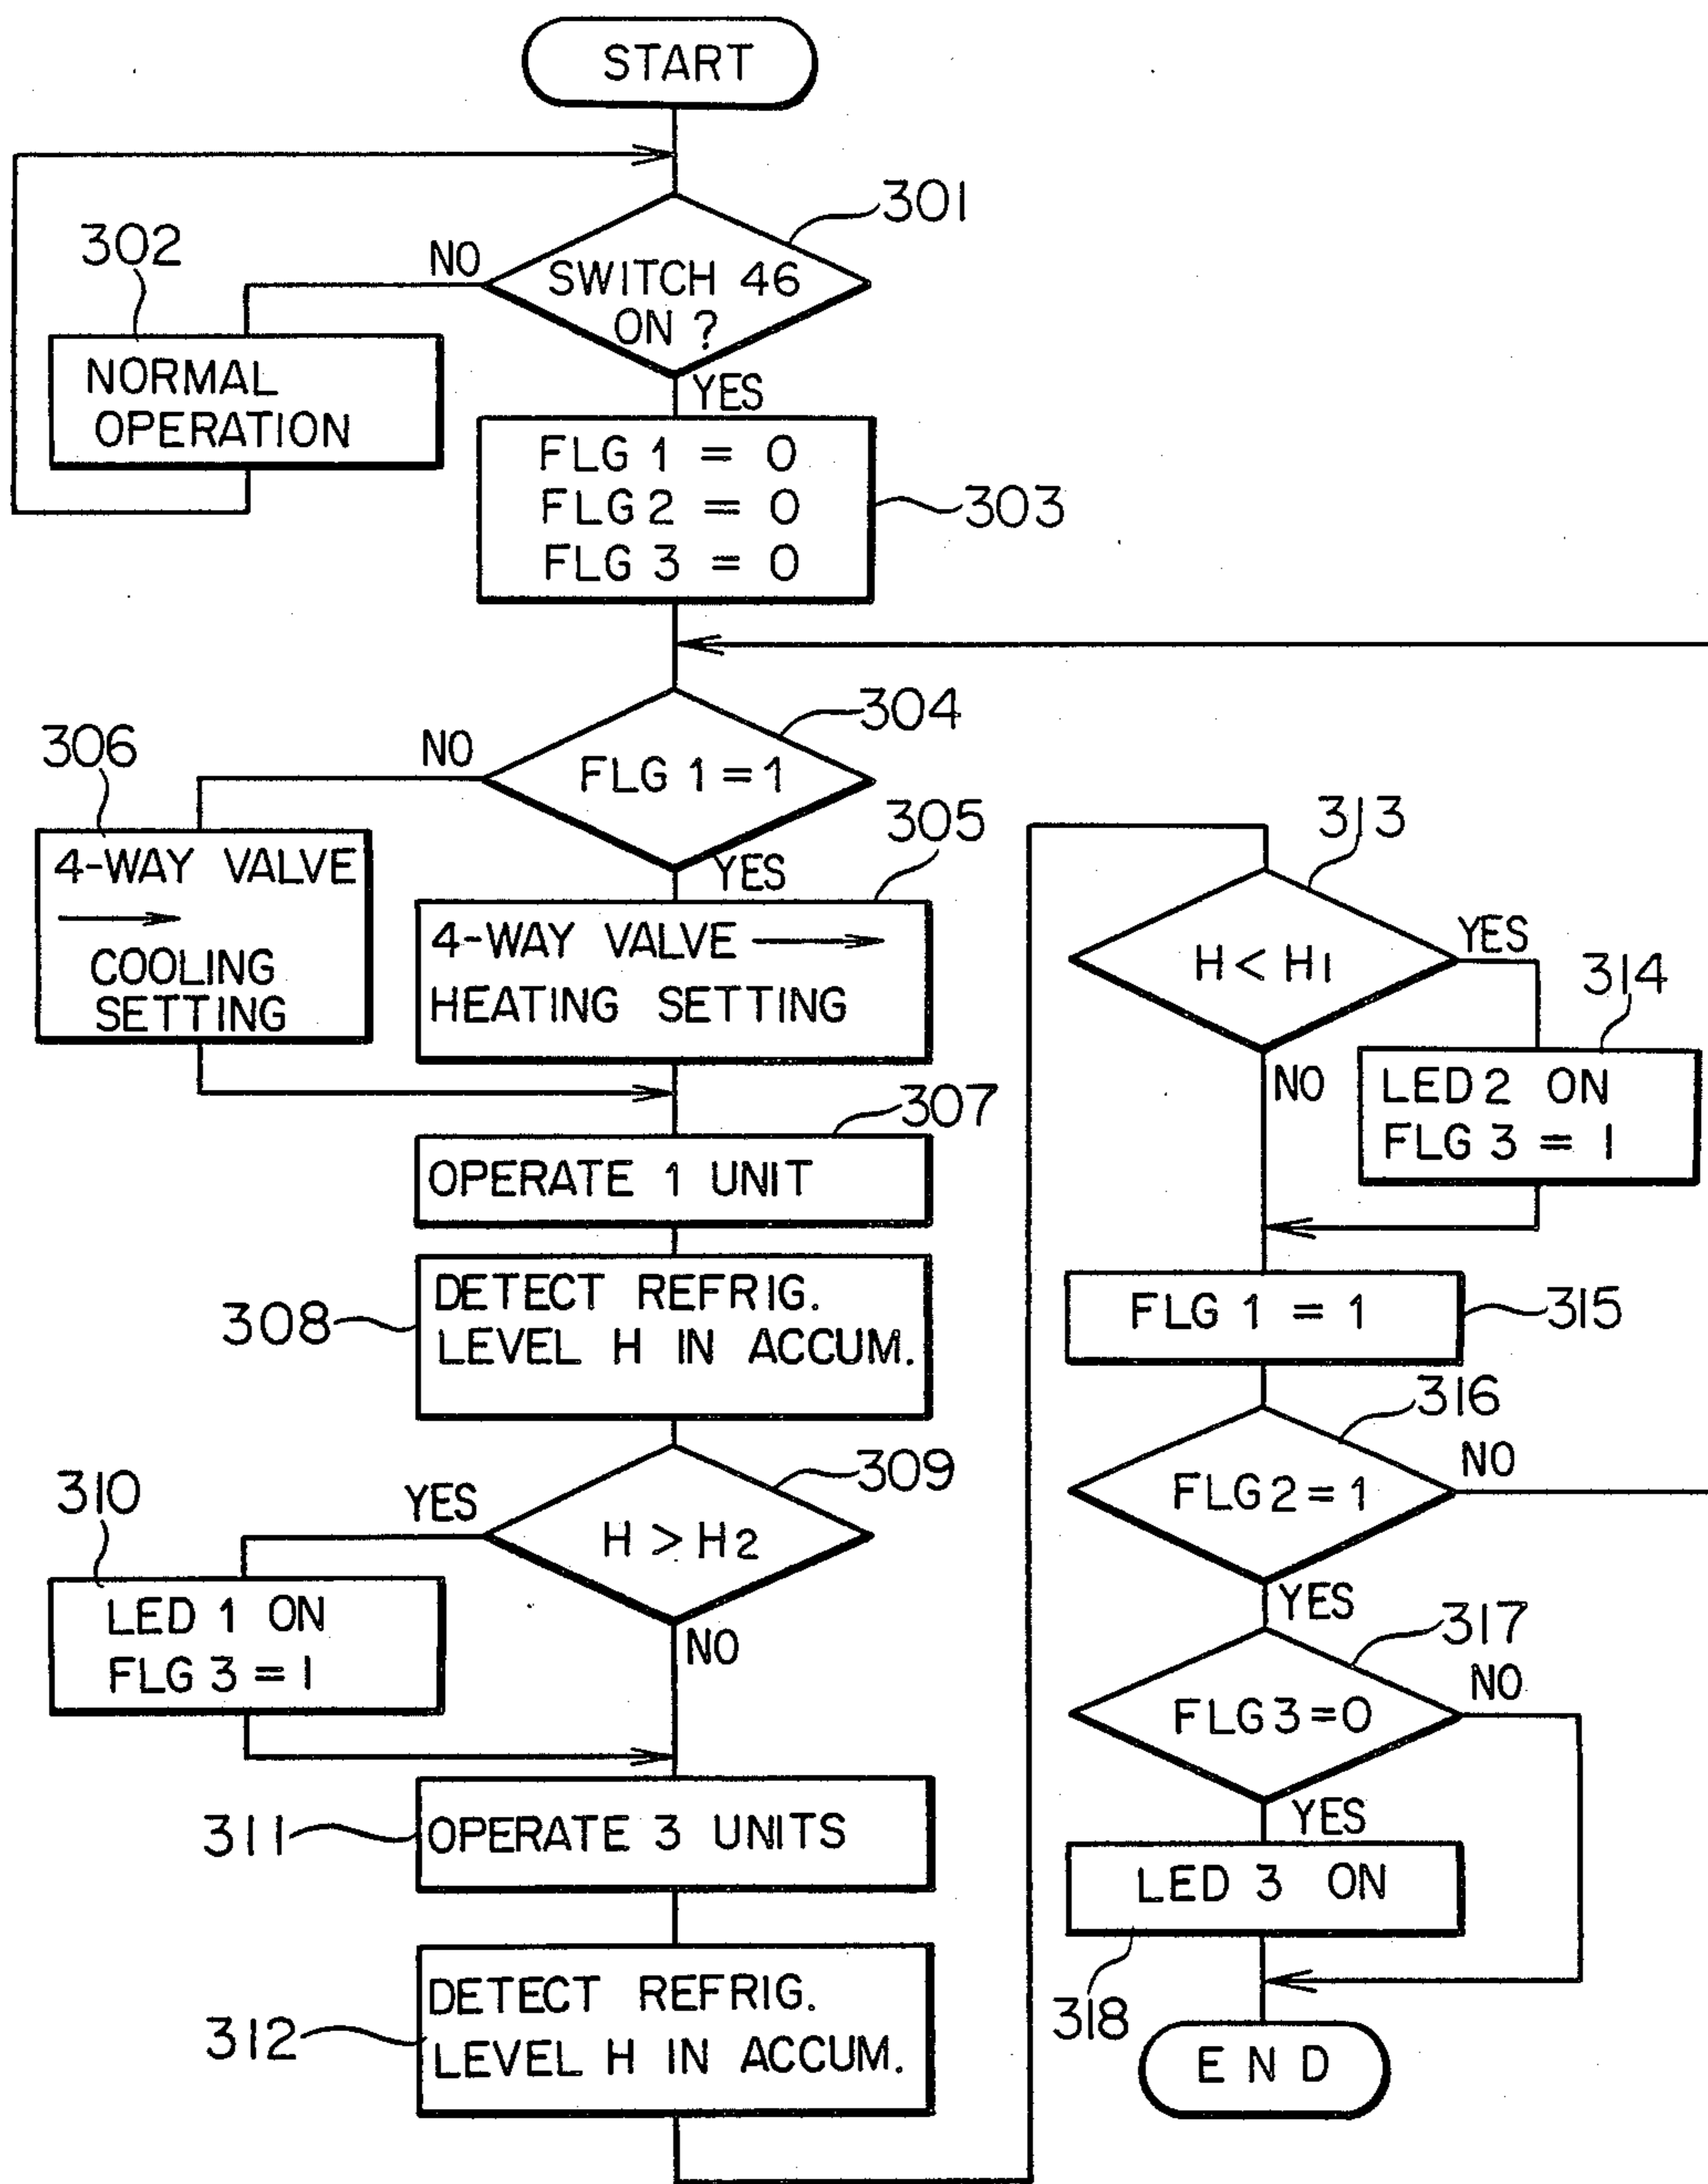 START
301
SWITCH 46
ON ?
NO
YES
302
NORMAL
OPERATION
FLG 1 = 0
FLG 2 = 0
FLG 3 = 0
303
304
FLG 1 = 1
NO
YES
306
4-WAY VALVE
COOLING
SETTING
305
4-WAY VALVE
HEATING SETTING
307
OPERATE 1 UNIT
308
DETECT REFRIG.
LEVEL H IN ACCUM.
309
H > H2
YES
NO
310
LED 1 ON
FLG 3 = 1
311
OPERATE 3 UNITS
312
DETECT REFRIG.
LEVEL H IN ACCUM.
313
H < H1
YES
NO
314
LED 2 ON
FLG 3 = 1
FLG 1 = 1
315
316
FLG 2 = 1
NO
YES
317
FLG 3 = 0
NO
YES
LED 3 ON
318
END